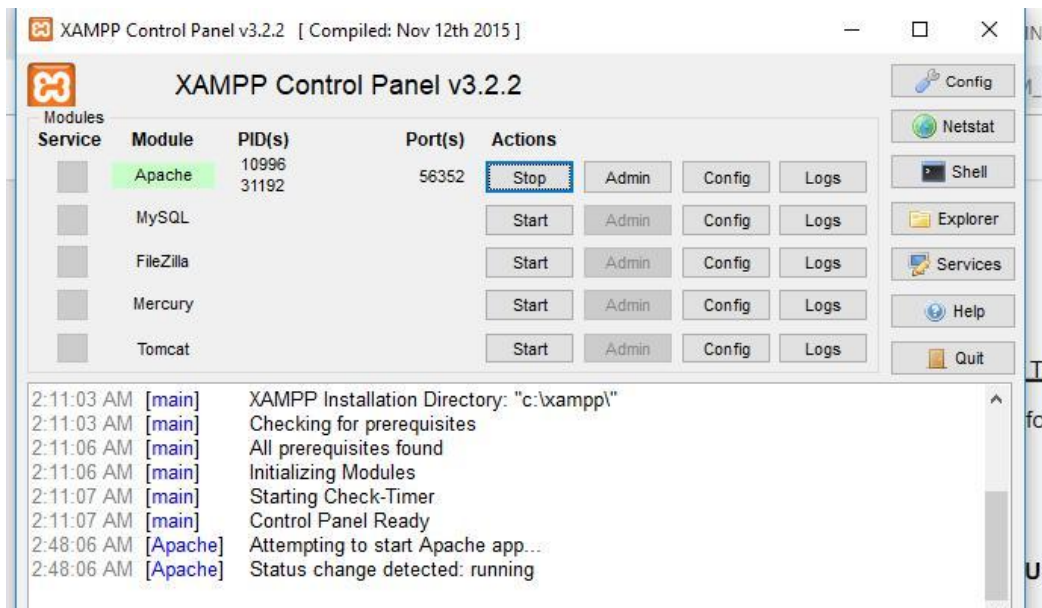 XAMPP Control Panel v3.2.2 [ Compiled: Nov 12th 2015 ]
XAMPP Control Panel v3.2.2
Config
Netstat
Shell
Explorer
Services
Help
Quit
Modules
Service Module PID(s) Port(s) Actions
Apache 10996 31192 56352 Stop Admin Config Logs
MySQL Start Admin Config Logs
FileZilla Start Admin Config Logs
Mercury Start Admin Config Logs
Tomcat Start Admin Config Logs
2:11:03 AM [main] XAMPP Installation Directory: "c:\xampp\"
2:11:03 AM [main] Checking for prerequisites
2:11:06 AM [main] All prerequisites found
2:11:06 AM [main] Initializing Modules
2:11:07 AM [main] Starting Check-Timer
2:11:07 AM [main] Control Panel Ready
2:48:06 AM [Apache] Attempting to start Apache app...
2:48:06 AM [Apache] Status change detected: running